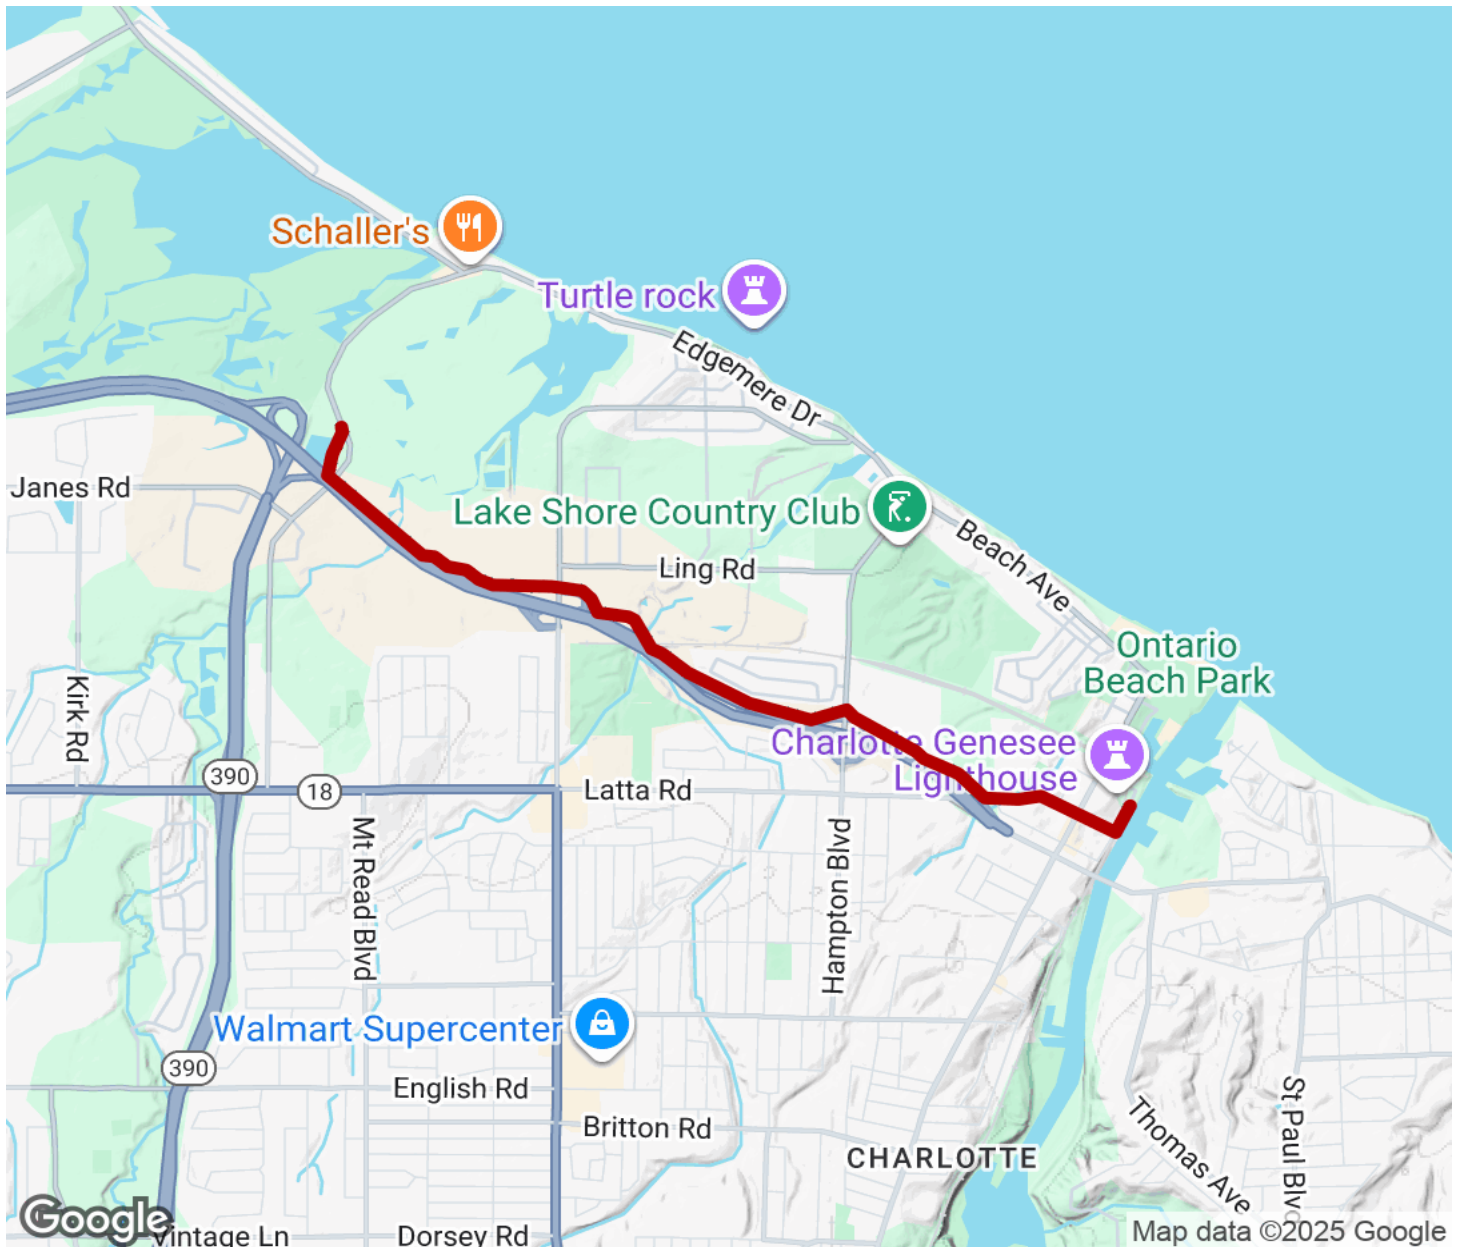 Schaller's
Turtle rock
Edgemere Dr
Janes Rd
Lake Shore Country Club
Beach Ave
Ling Rd
Ontario
Beach Park
Kirk Rd
Charlotte Genesee
Lighthouse
390
18
Latta Rd
Mt Read Blvd
Hampton Blvd
Walmart Supercenter
390
English Rd
Britton Rd
Thomas Ave
St Paul Blvd
CHARLOTTE
Google
Vintage Ln
Dorsey Rd
Map data ©2025 Google